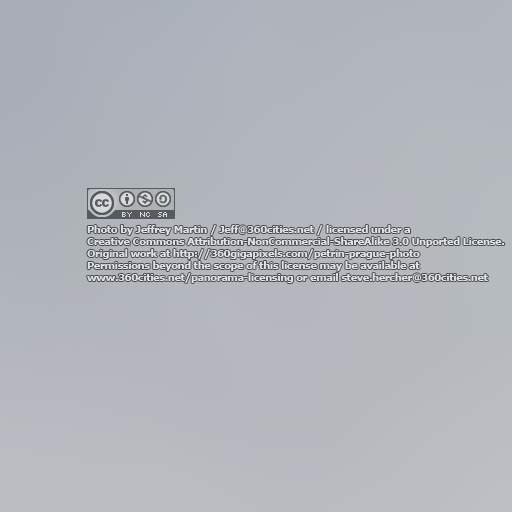 cc
BY NC SA
Photo by Jeffrey Martin / Jeff@360cities.net / licensed under a
Creative Commons Attribution-NonCommercial-ShareAlike 3.0 Unported License.
Original work at http://360gigapixels.com/petrin-prague-photo
Permissions beyond the scope of this license may be available at
www.360cities.net/panorama-licensing or email steve.hercher@360cities.net